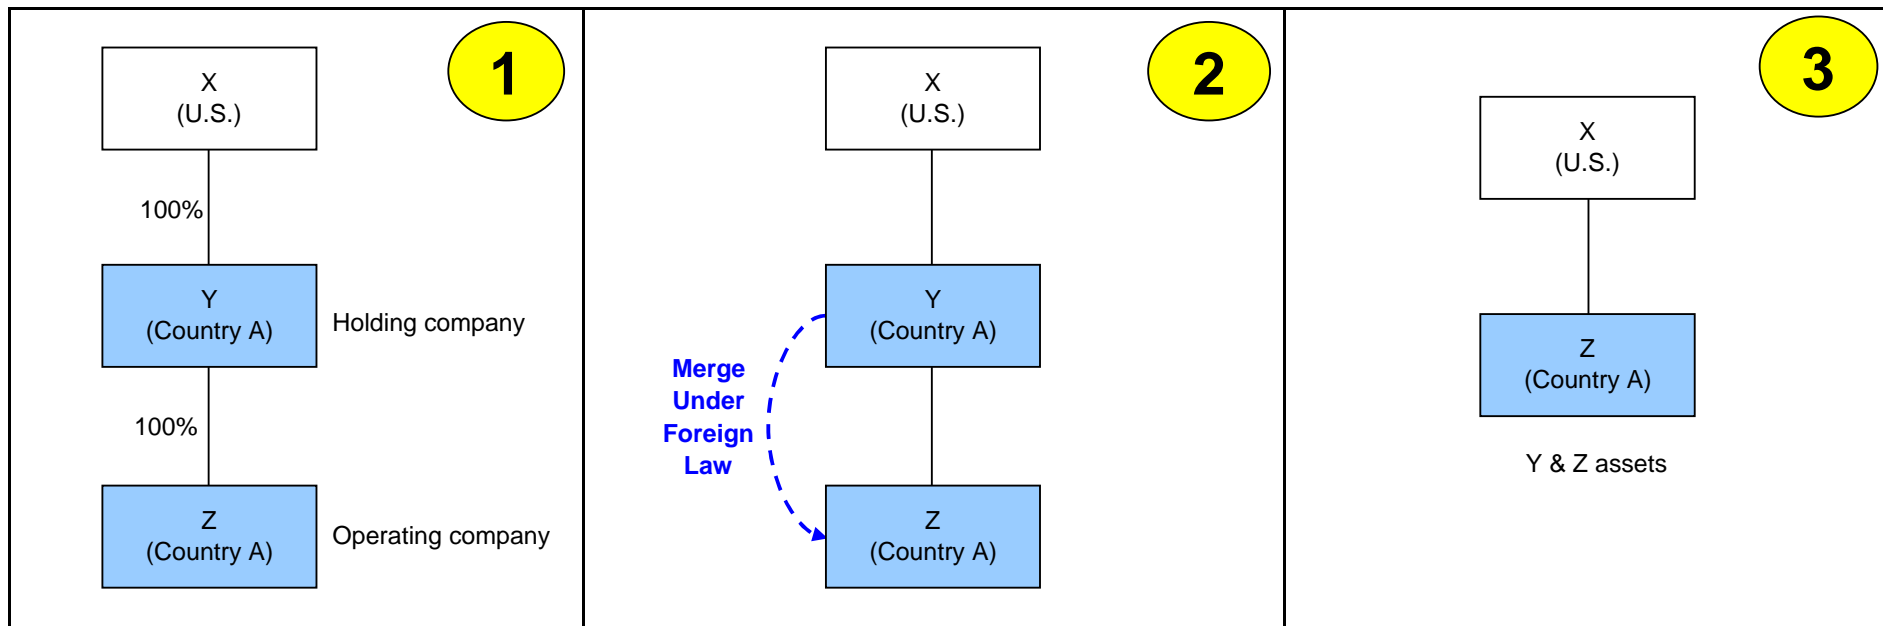 1
X
(U.S.)
100%
Y
(Country A)
Holding company
100%
Z
(Country A)
Operating company
2
X
(U.S.)
Y
(Country A)
Merge
Under
Foreign
Law
Z
(Country A)
3
X
(U.S.)
Z
(Country A)
Y & Z assets